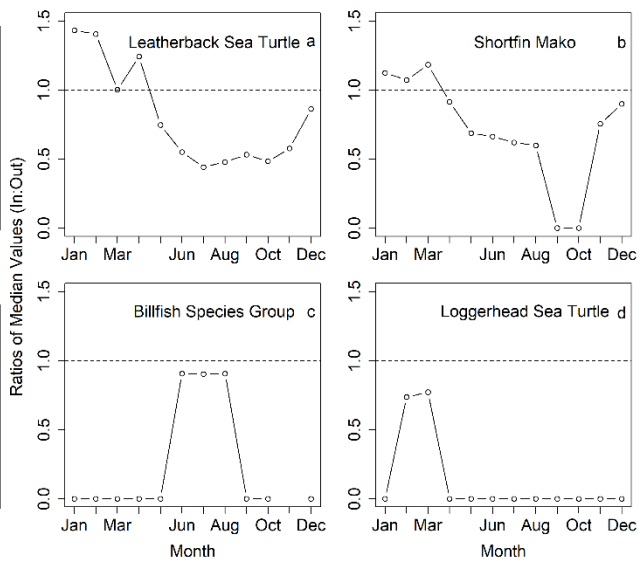 Ratios of Median Values (In:Out)
Leatherback Sea Turtle a
1.5
1.0
0.5
0.0
Jan Mar Jun Aug Oct Dec
Shortfin Mako b
1.5
1.0
0.5
0.0
Jan Mar Jun Aug Oct Dec
Billfish Species Group c
1.5
1.0
0.5
0.0
Jan Mar Jun Aug Oct Dec
Month
Loggerhead Sea Turtle d
1.5
1.0
0.5
0.0
Jan Mar Jun Aug Oct Dec
Month